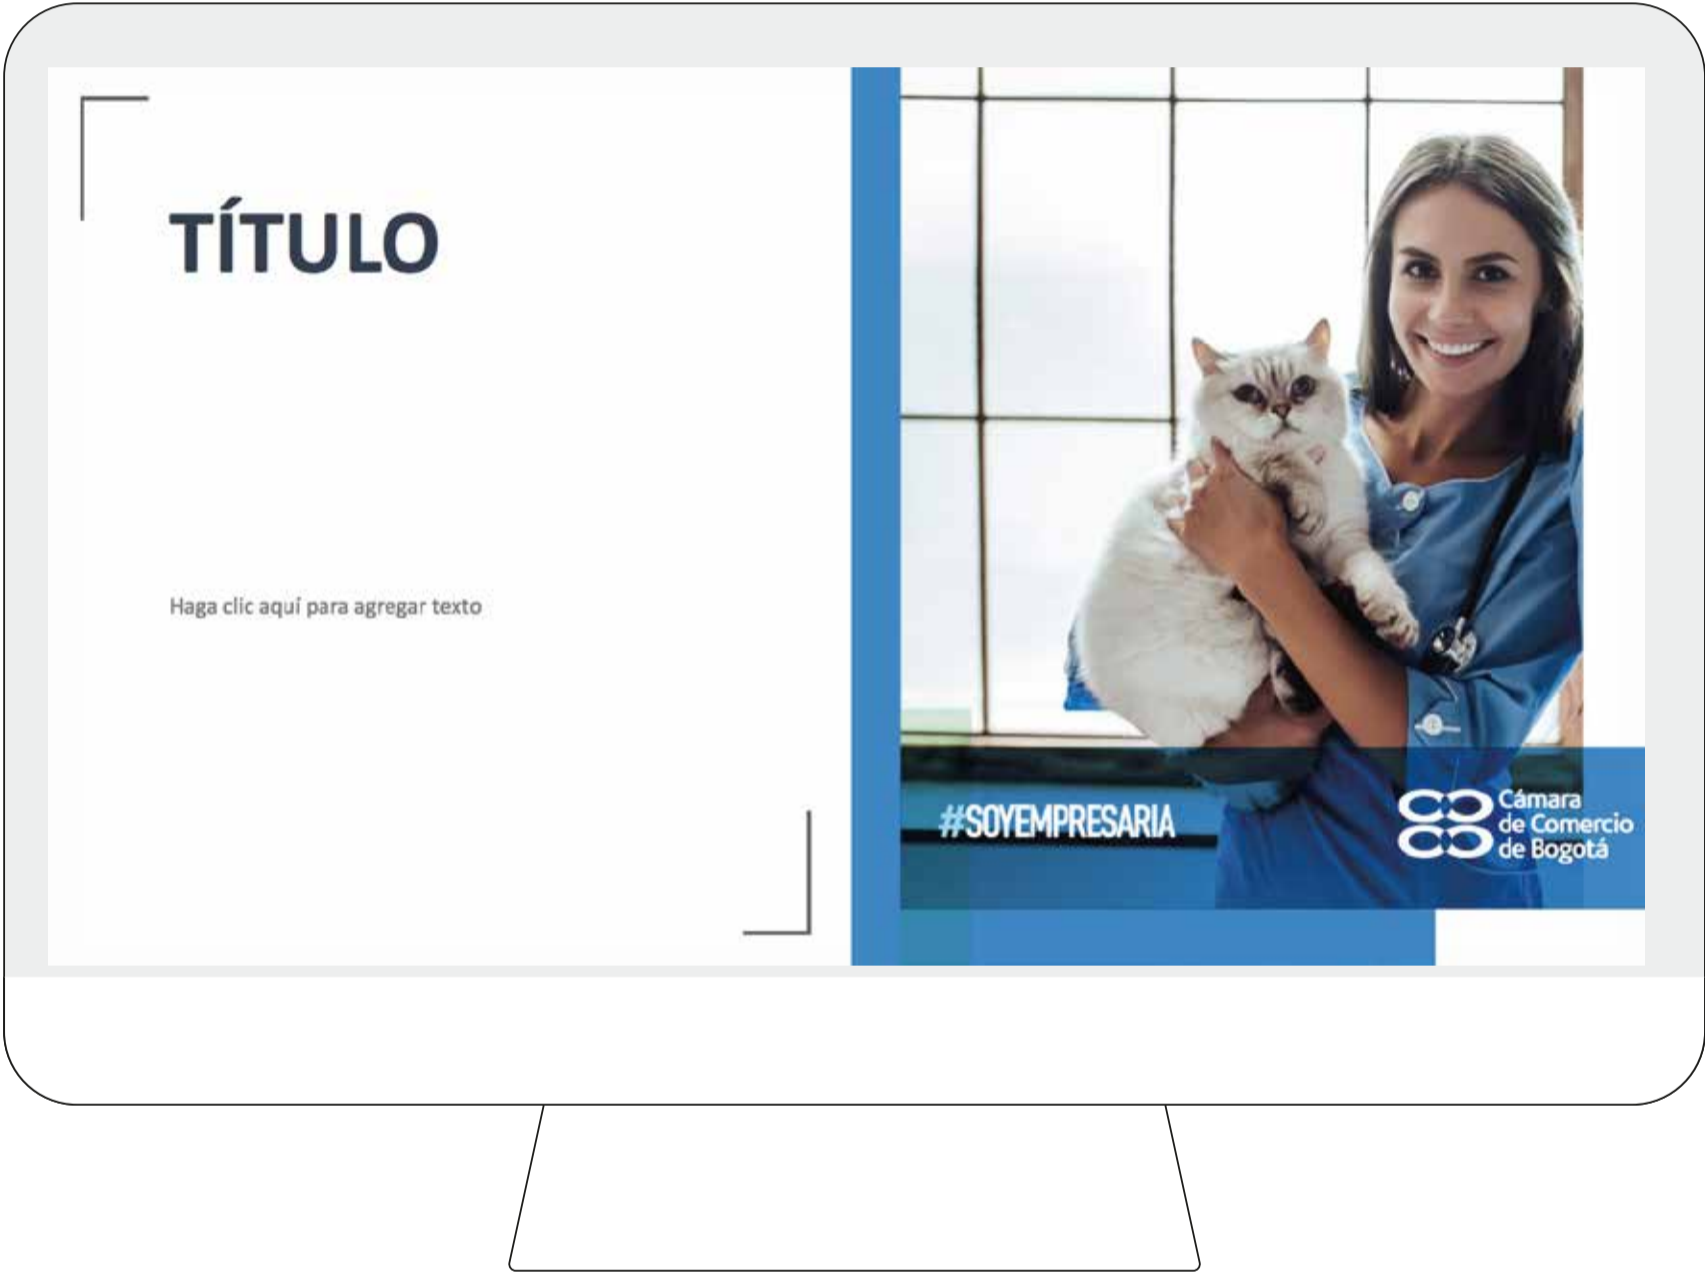 TÍTULO
Haga clic aquí para agregar texto
#SOYEMPRESARIA
Cámara
de Comercio
de Bogotá